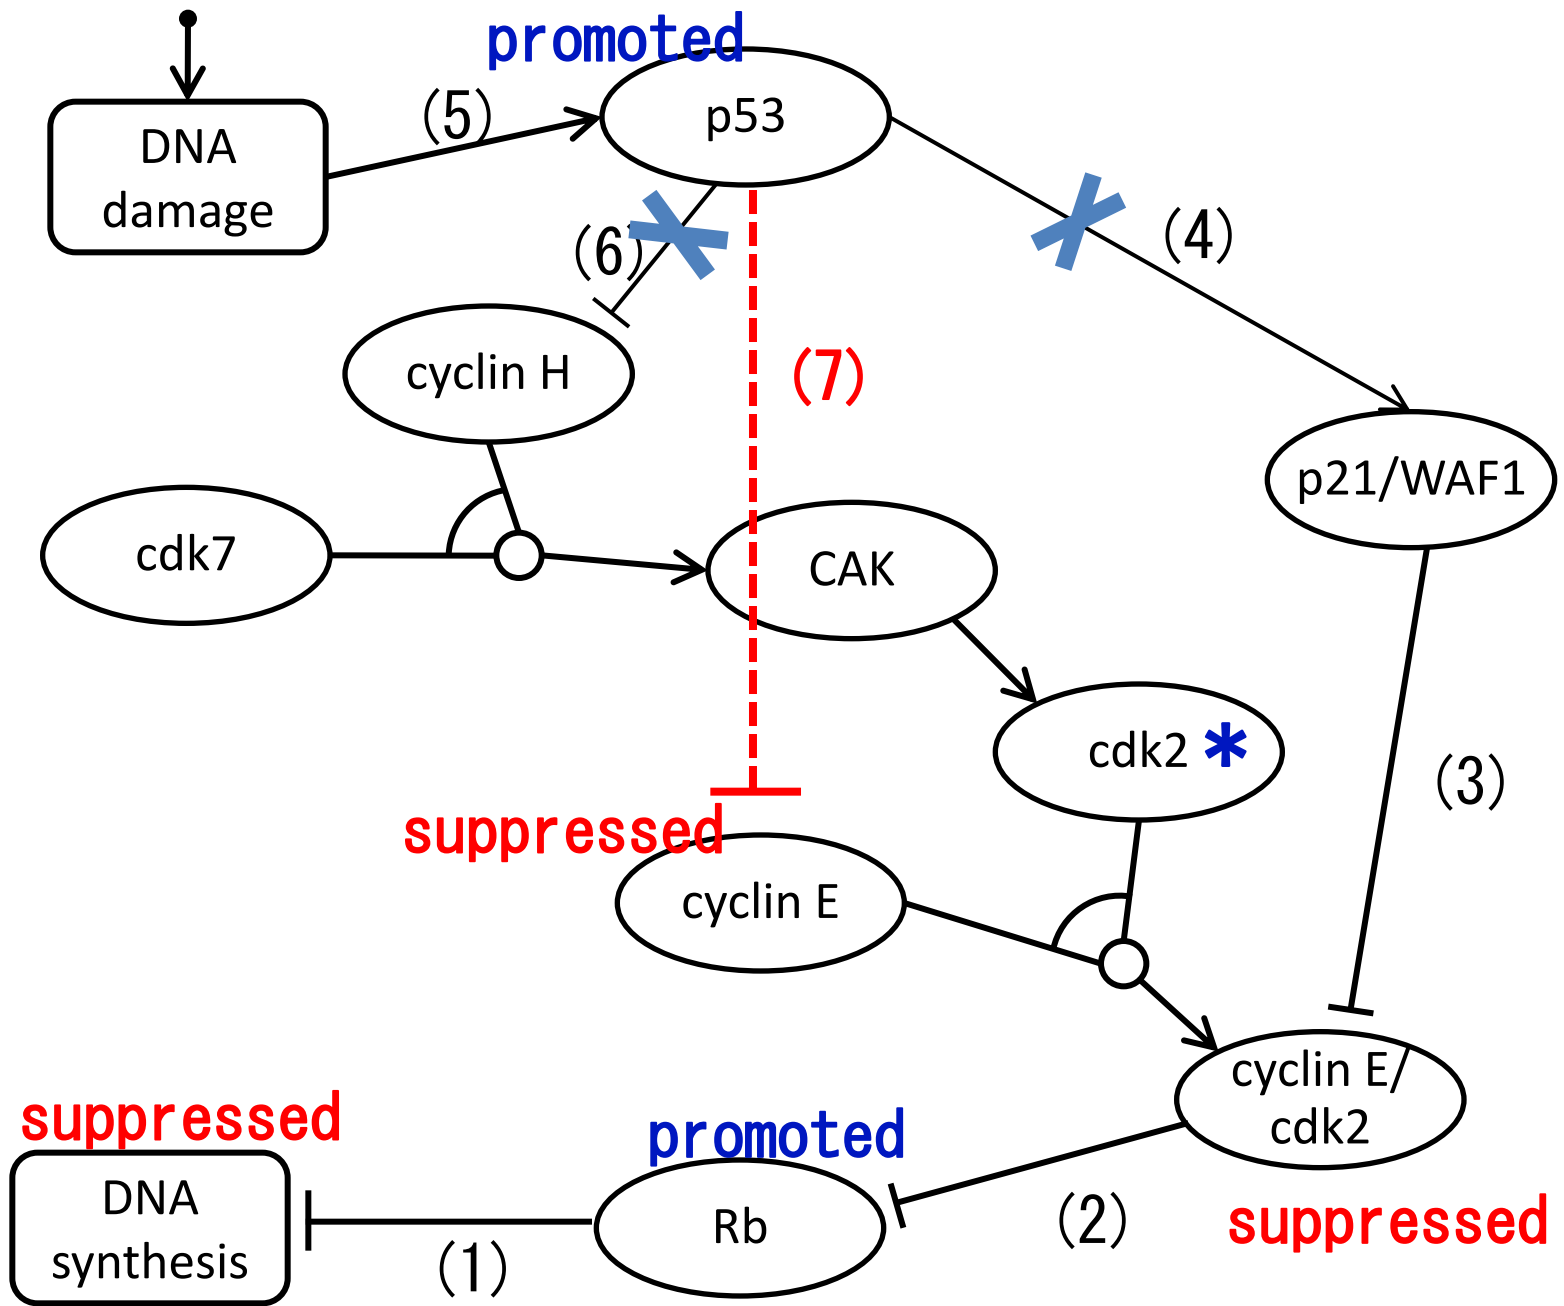 promoted
p53
DNA
damage
(5)
(6)
(4)
cyclin H
(7)
p21/WAF1
cdk7
CAK
cdk2 *
(3)
suppressed
cyclin E
cyclin E/
cdk2
suppressed
promoted
DNA
synthesis
Rb
(2)
suppressed
(1)